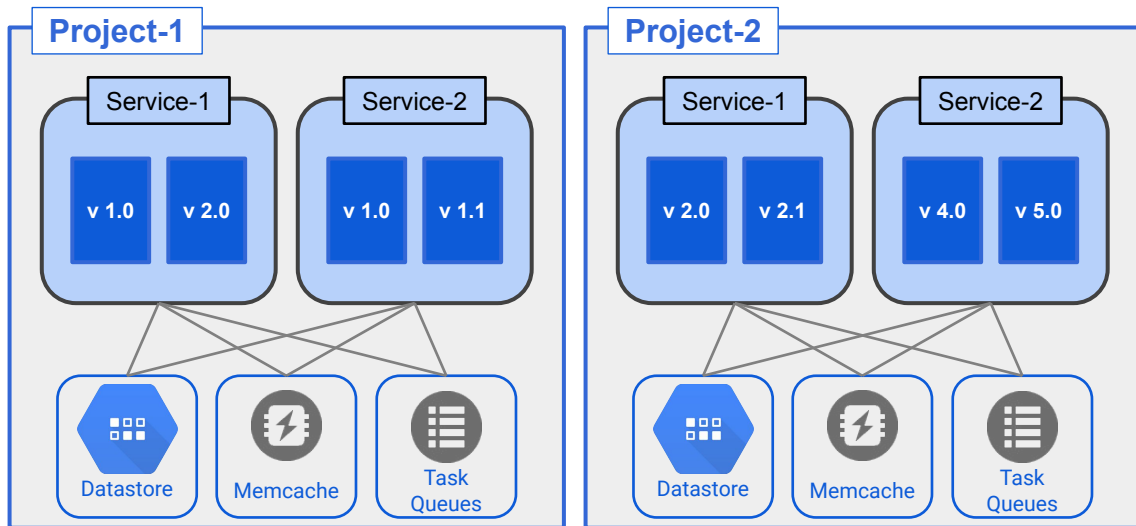 Project-1
Service-1
Service-2
v 1.0
v 2.0
v 1.0
v 1.1
Datastore
Memcache
Task
Queues
Project-2
Service-1
Service-2
v 2.0
v 2.1
v 4.0
v 5.0
Datastore
Memcache
Task
Queues